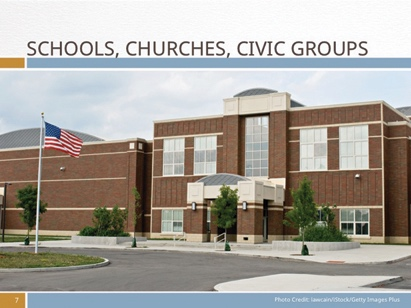 SCHOOLS, CHURCHES, CIVIC GROUPS
7
Photo Credit: lawcain/iStock/Getty Images Plus